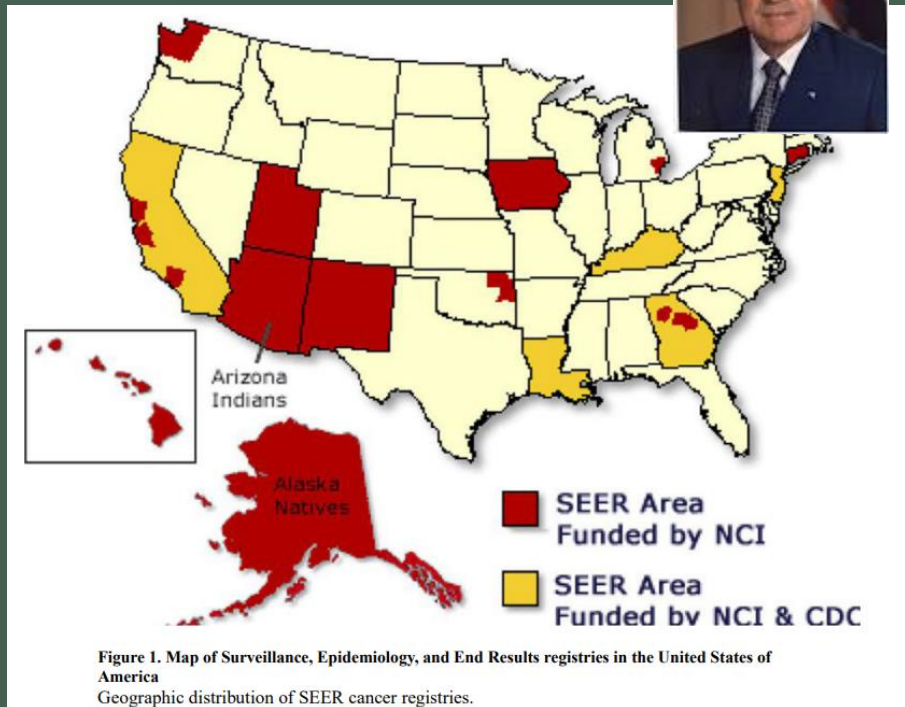 Arizona
Indians
Alaska
Natives
SEER Area
Funded by NCI
SEER Area
Funded by NCI & CDC
Figure 1. Map of Surveillance, Epidemiology, and End Results registries in the United States of
America
Geographic distribution of SEER cancer registries.